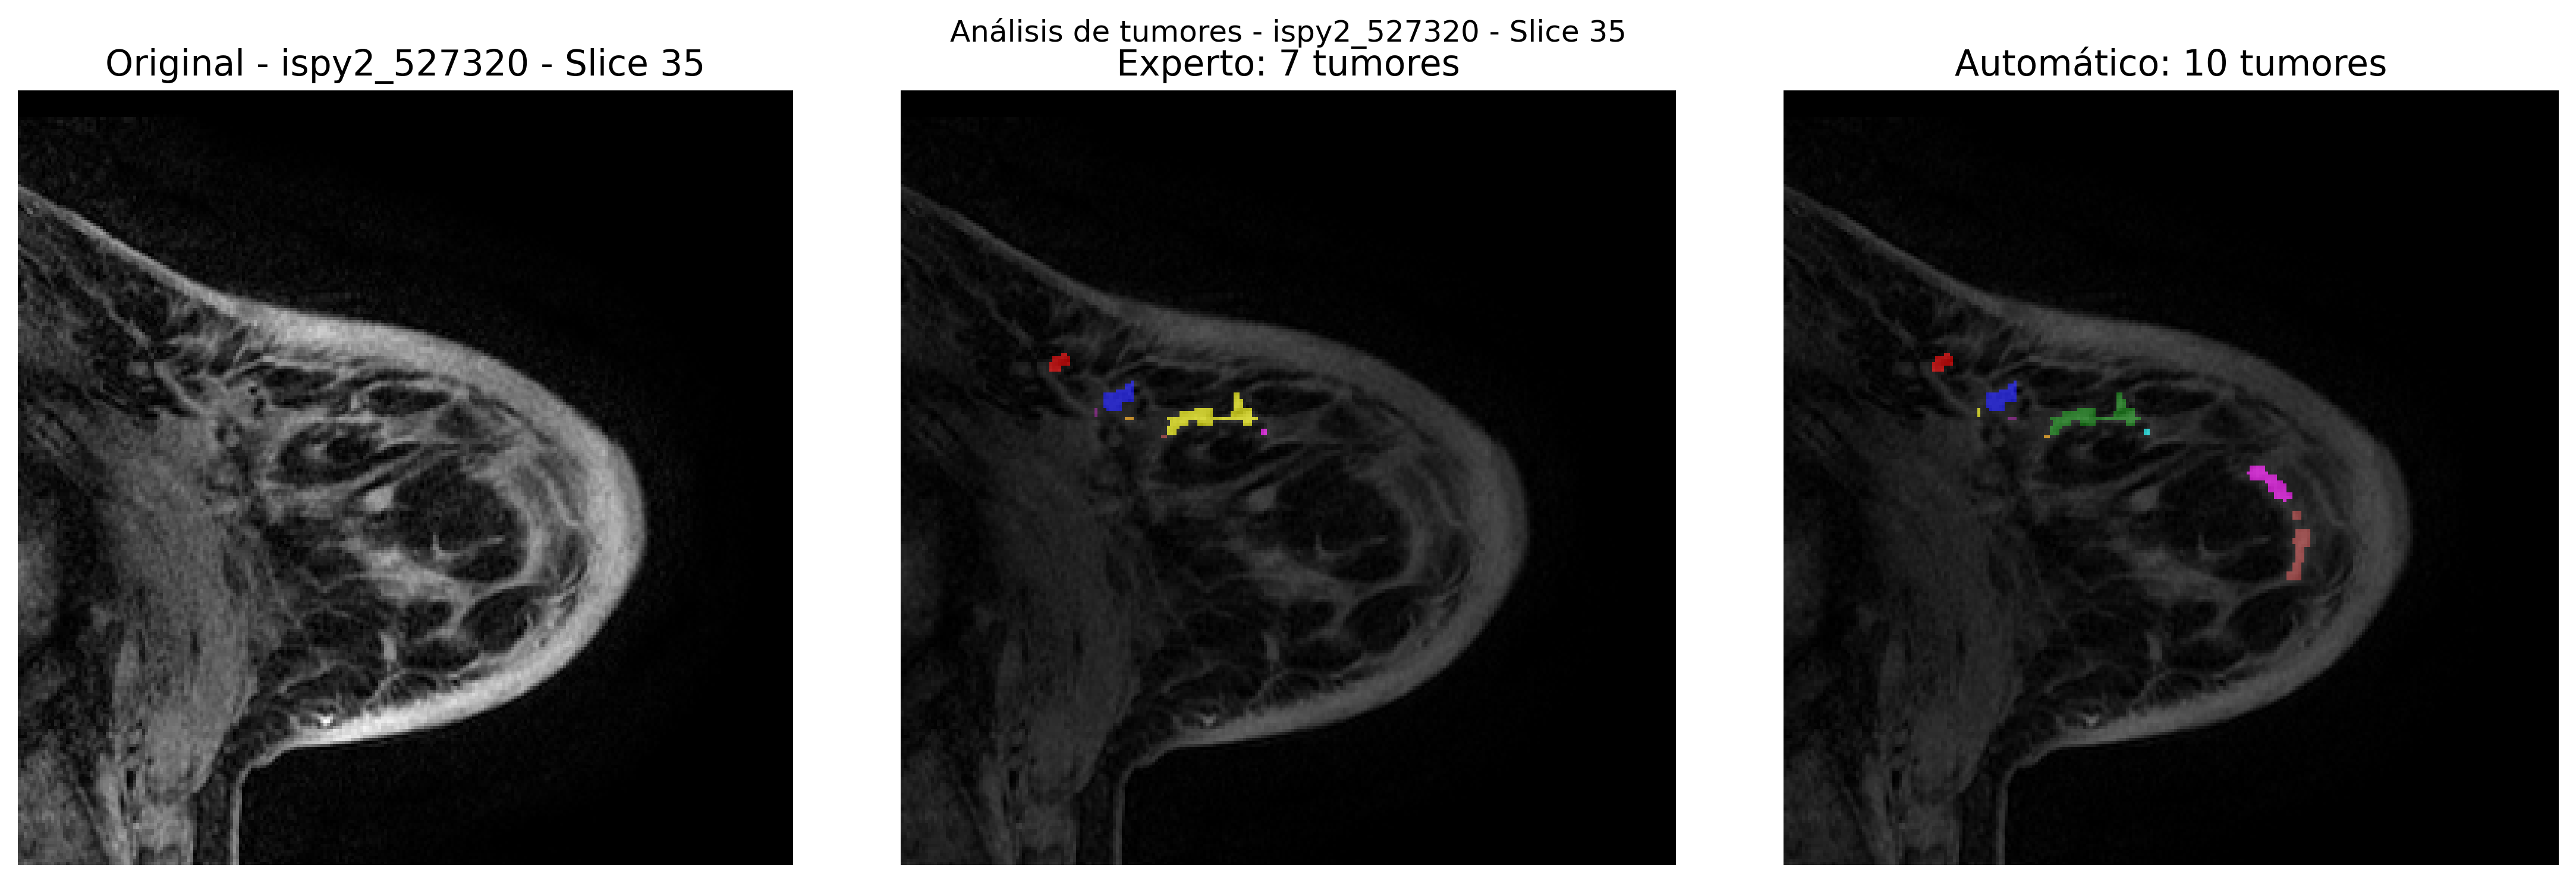 Análisis de tumores - ispy2_527320 - Slice 35
Original - ispy2_527320 - Slice 35
Experto: 7 tumores
Automático: 10 tumores